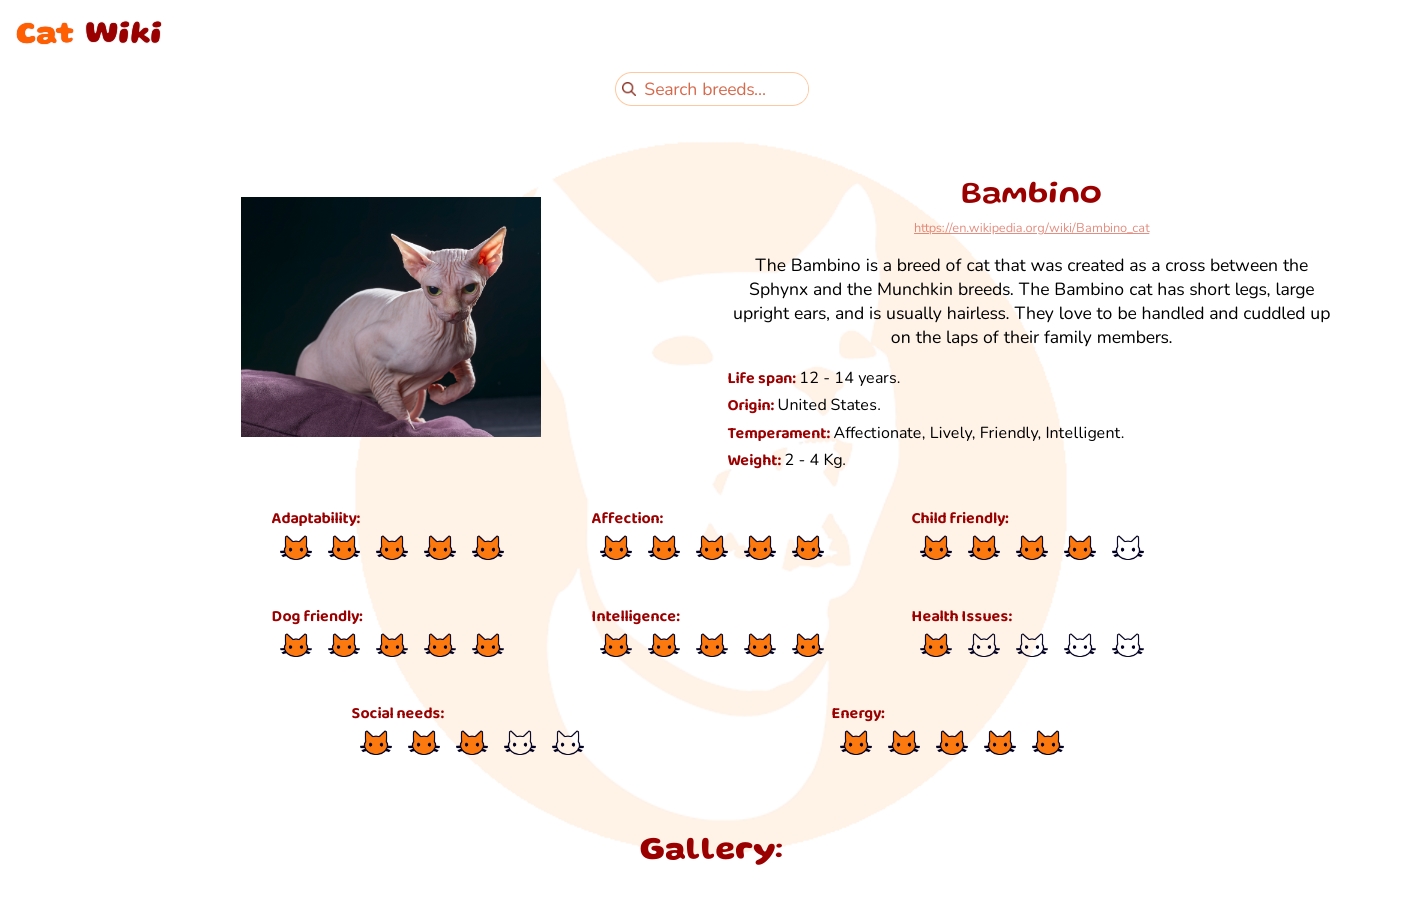 Cat Wiki
Search breeds...
Bambino
https://en.wikipedia.org/wiki/Bambino_cat
The Bambino is a breed of cat that was created as a cross between the
Sphynx and the Munchkin breeds. The Bambino cat has short legs, large
upright ears, and is usually hairless. They love to be handled and cuddled up
on the laps of their family members.
Life span: 12 - 14 years.
Origin: United States.
Temperament: Affectionate, Lively, Friendly, Intelligent.
Weight: 2 - 4 Kg.
Adaptability:
Affection:
Child friendly:
Dog friendly:
Intelligence:
Health Issues:
Social needs:
Energy:
Gallery: